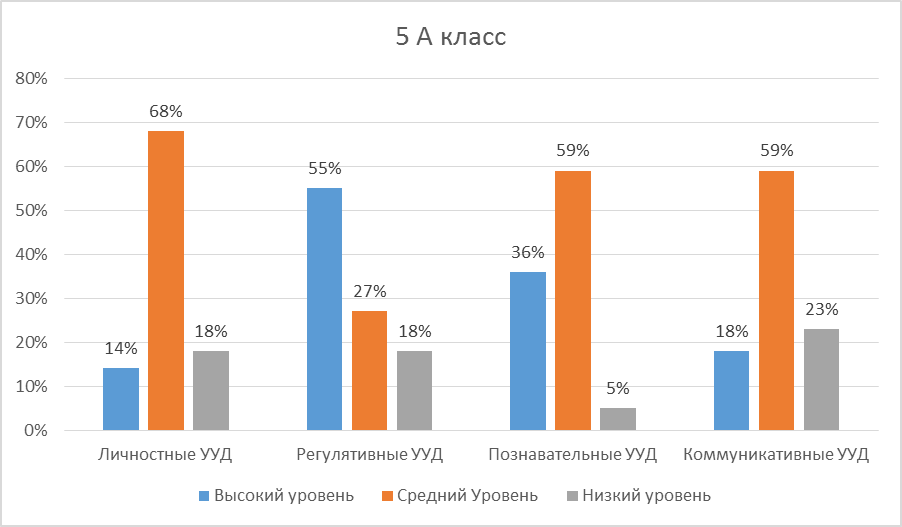 5 А класс
80%
70%
60%
50%
40%
30%
20%
10%
0%
14%
68%
18%
55%
27%
18%
36%
59%
5%
18%
59%
23%
Личностные УУД
Регулятивные УУД
Познавательные УУД
Коммуникативные УУД
Высокий уровень
Средний Уровень
Низкий уровень